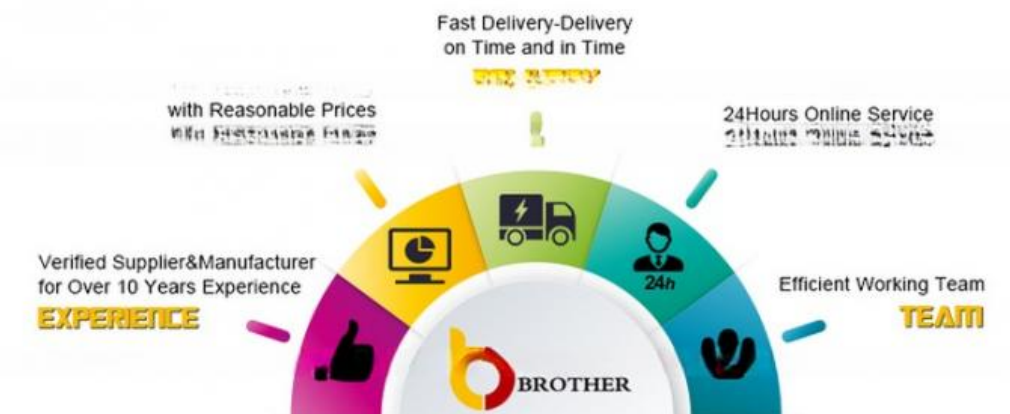 Fast Delivery-Delivery
on Time and in Time
with Reasonable Prices
24Hours Online Service
Verified Supplier&Manufacturer
for Over 10 Years Experience
EXPERIENCE
24h
Efficient Working Team
TEAM
BROTHER